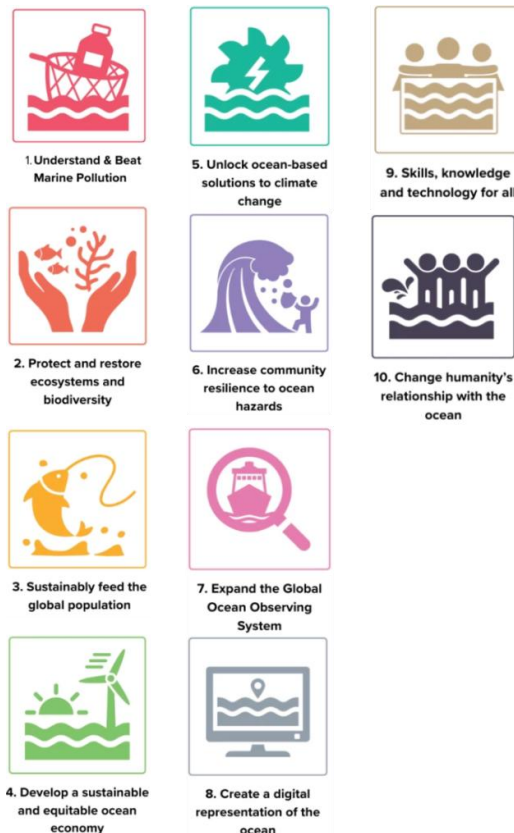 1. Understand & Beat
Marine Pollution
2. Protect and restore
ecosystems and
biodiversity
3. Sustainably feed the
global population
4. Develop a sustainable
and equitable ocean
economy
5. Unlock ocean-based
solutions to climate
change
6. Increase community
resilience to ocean
hazards
7. Expand the Global
Ocean Observing
System
8. Create a digital
representation of the
ocean
9. Skills, knowledge
and technology for all
10. Change humanity's
relationship with the
ocean